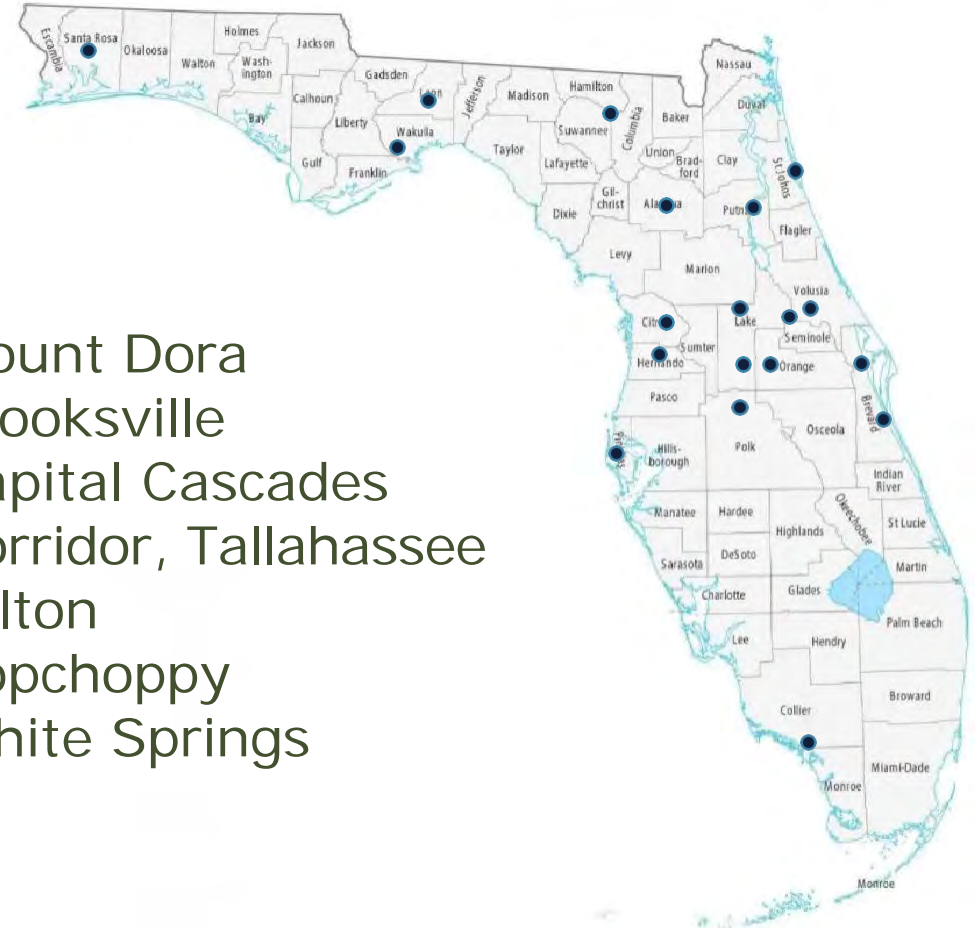 ount Dora
ooksville
apital Cascades
orridor, Tallahassee
ilton
opchoppy
hite Springs
Escambia
Santa Rosa
Okaloosa
Walton
Holmes
Wash-
ington
Jackson
Bay
Calhoun
Gulf
Liberty
Gadsden
Franklin
Wakulla
Jefferson
Madison
Taylor
Hamilton
Suwannee
Lafayette
Dixie
Columbia
Gil-
christ
Baker
Union
Brad-
ford
Nassau
Duval
Clay
St Johns
Putn
Flagler
Levy
Marion
Volusia
Citr
Lake
Sumter
Seminole
Hernando
Orange
Pasco
Brevard
Osceola
Polk
Hills-
borough
Indian
River
Manatee
Hardee
Highlands
Okeechobee
St Lucie
Sarasota
DeSoto
Martin
Charlotte
Glades
Palm Beach
Lee
Hendry
Broward
Collier
Miami-Dade
Monroe
Monroe